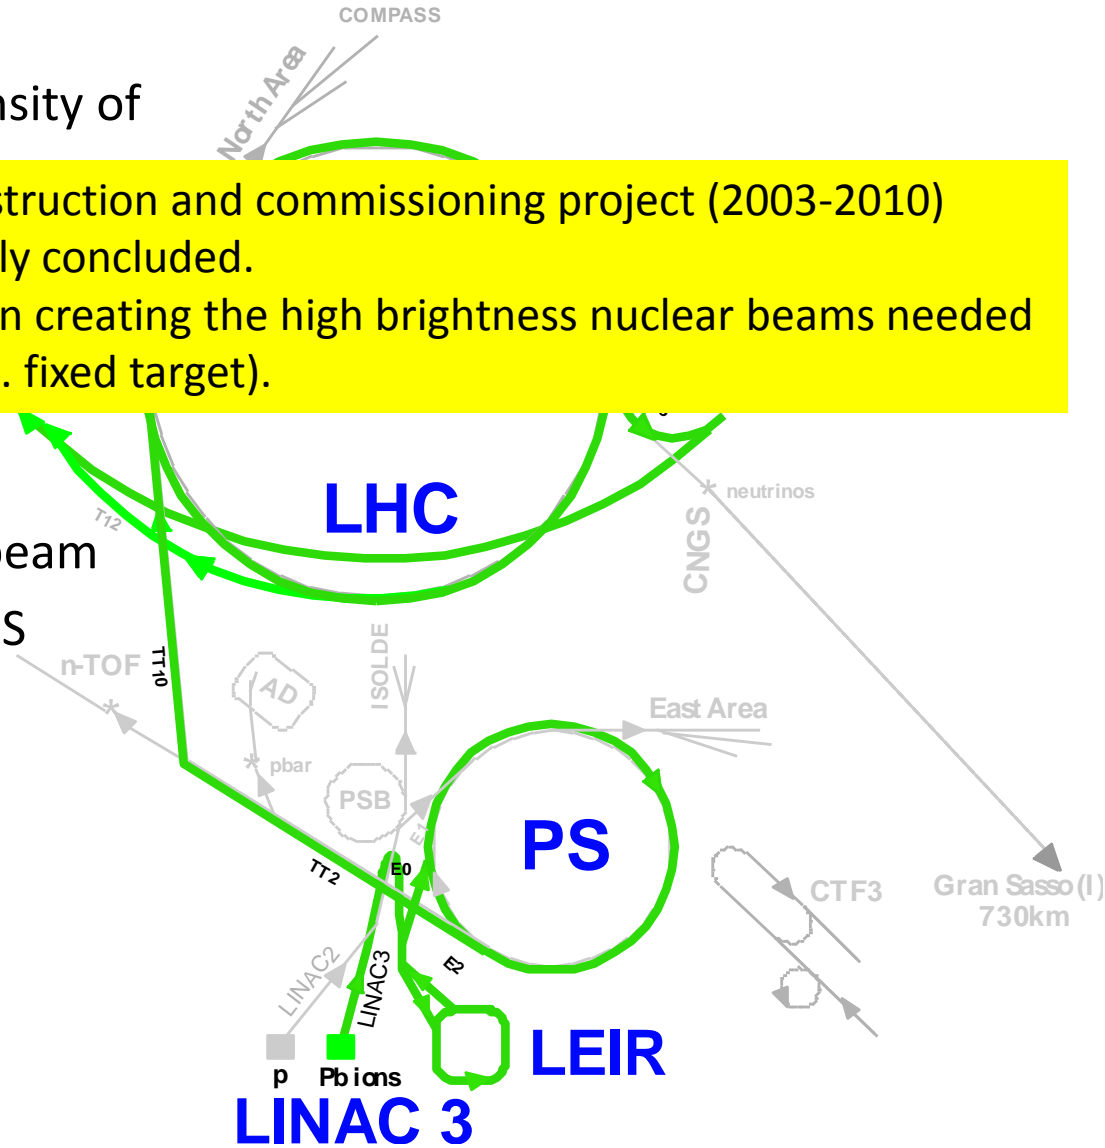 COMPASS
North Area
nsity of
struction and commissioning project (2003-2010)
ly concluded.
n creating the high brightness nuclear beams needed
. fixed target).
LHC
* neutrinos
T12
CNGS
beam
S
n-TOF
*
TT10
AD
ISOLDE
East Area
* pbar
PSB
E1
PS
TT2
E0
CTF3
Gran Sasso (I)
730km
LINAC2
LINAC3
E2
LEIR
p
Pb ions
LINAC 3